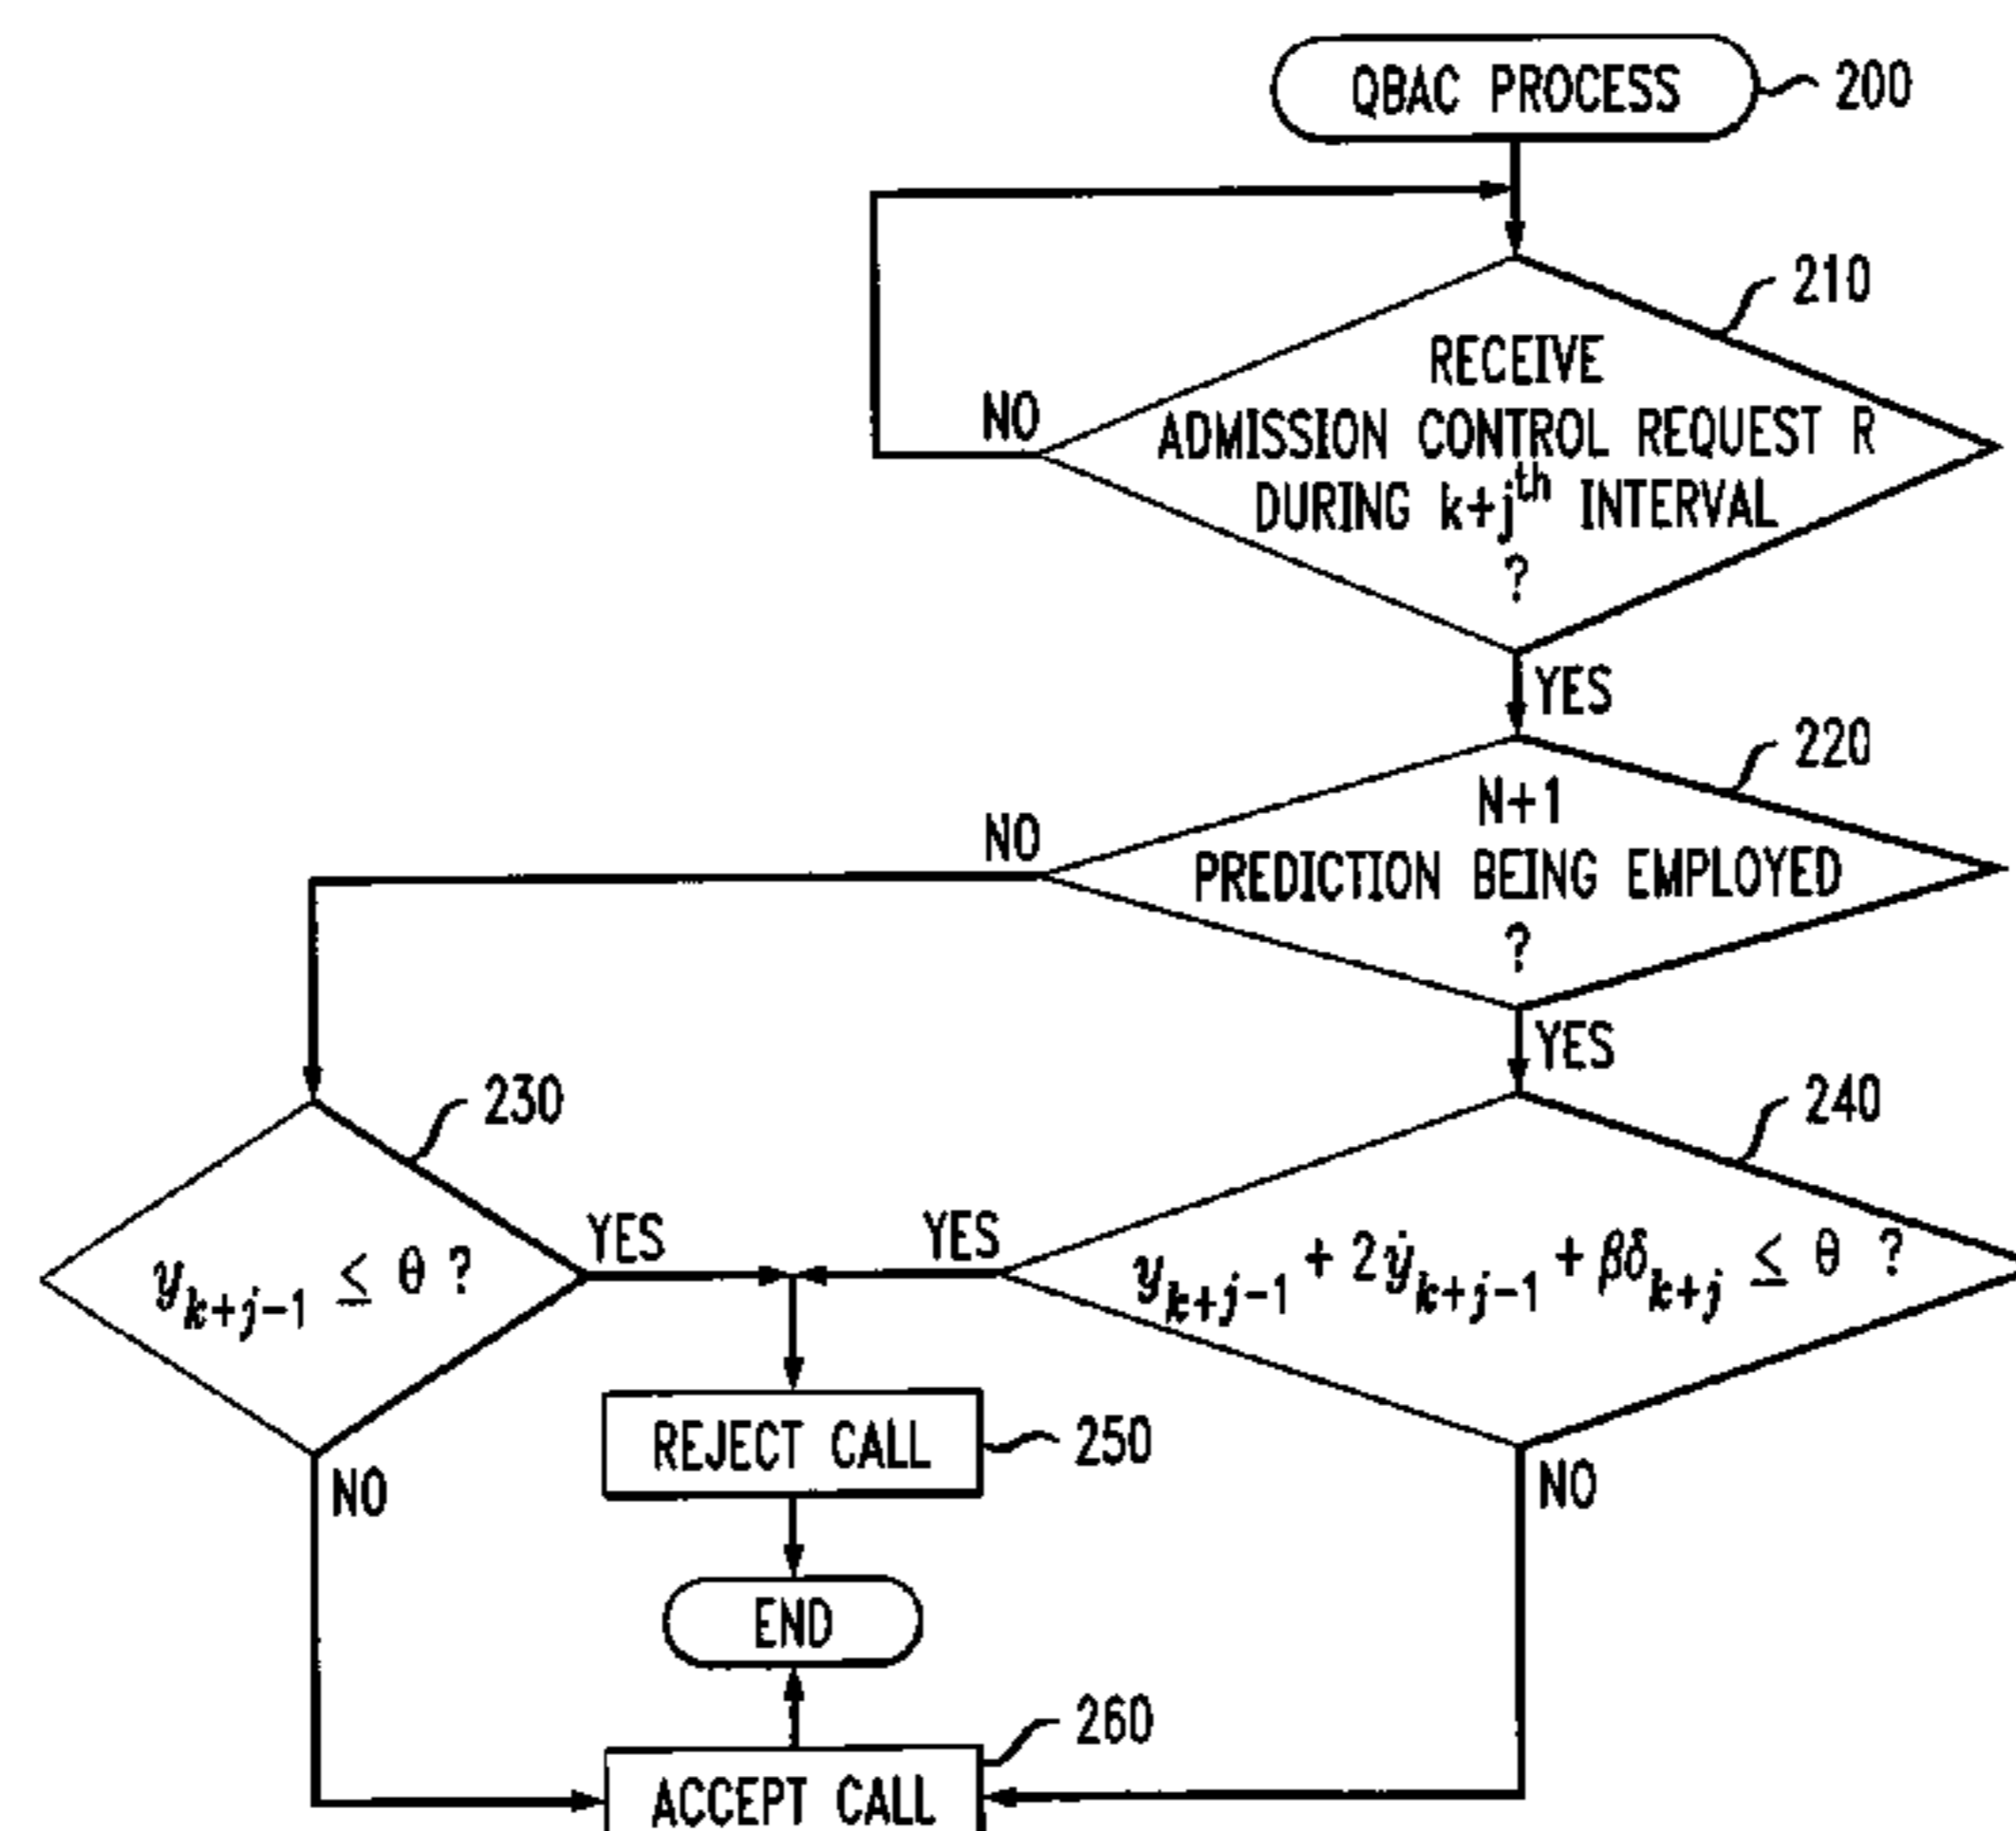 QBAC PROCESS
200
210
RECEIVE
ADMISSION CONTROL REQUEST R
DURING k+jᵗʰ INTERVAL
?
NO
YES
220
N+1
PREDICTION BEING EMPLOYED
?
NO
YES
230
240
y_{k+j-1} ≤ θ ?
YES
YES
y_{k+j-1} + 2ẏ_{k+j-1} + βδ_{k+j} ≤ θ ?
REJECT CALL
250
NO
NO
END
260
ACCEPT CALL